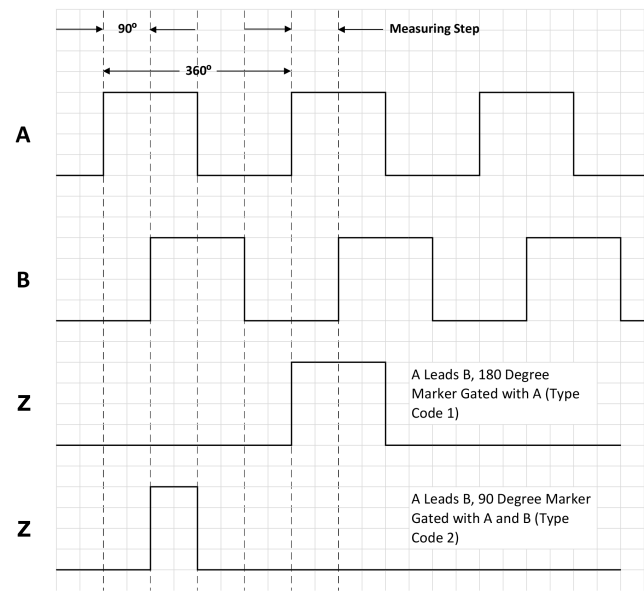 90º
Measuring Step
360º
A
B
Z
A Leads B, 180 Degree
Marker Gated with A (Type
Code 1)
Z
A Leads B, 90 Degree Marker
Gated with A and B (Type
Code 2)